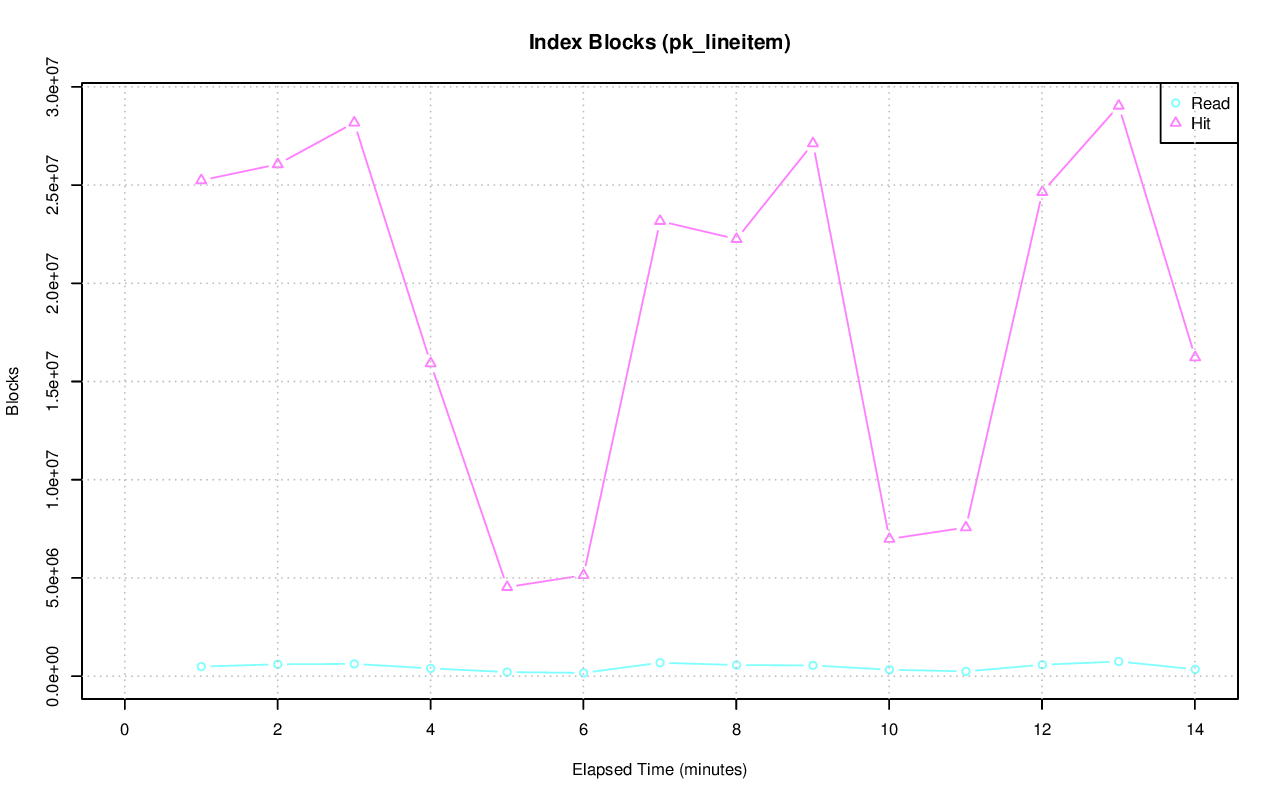 Index Blocks (pk_lineitem)
Read
Hit
3.0e+07
2.5e+07
2.0e+07
1.5e+07
1.0e+07
5.0e+06
0.0e+00
Blocks
0 2 4 6 8 10 12 14
Elapsed Time (minutes)